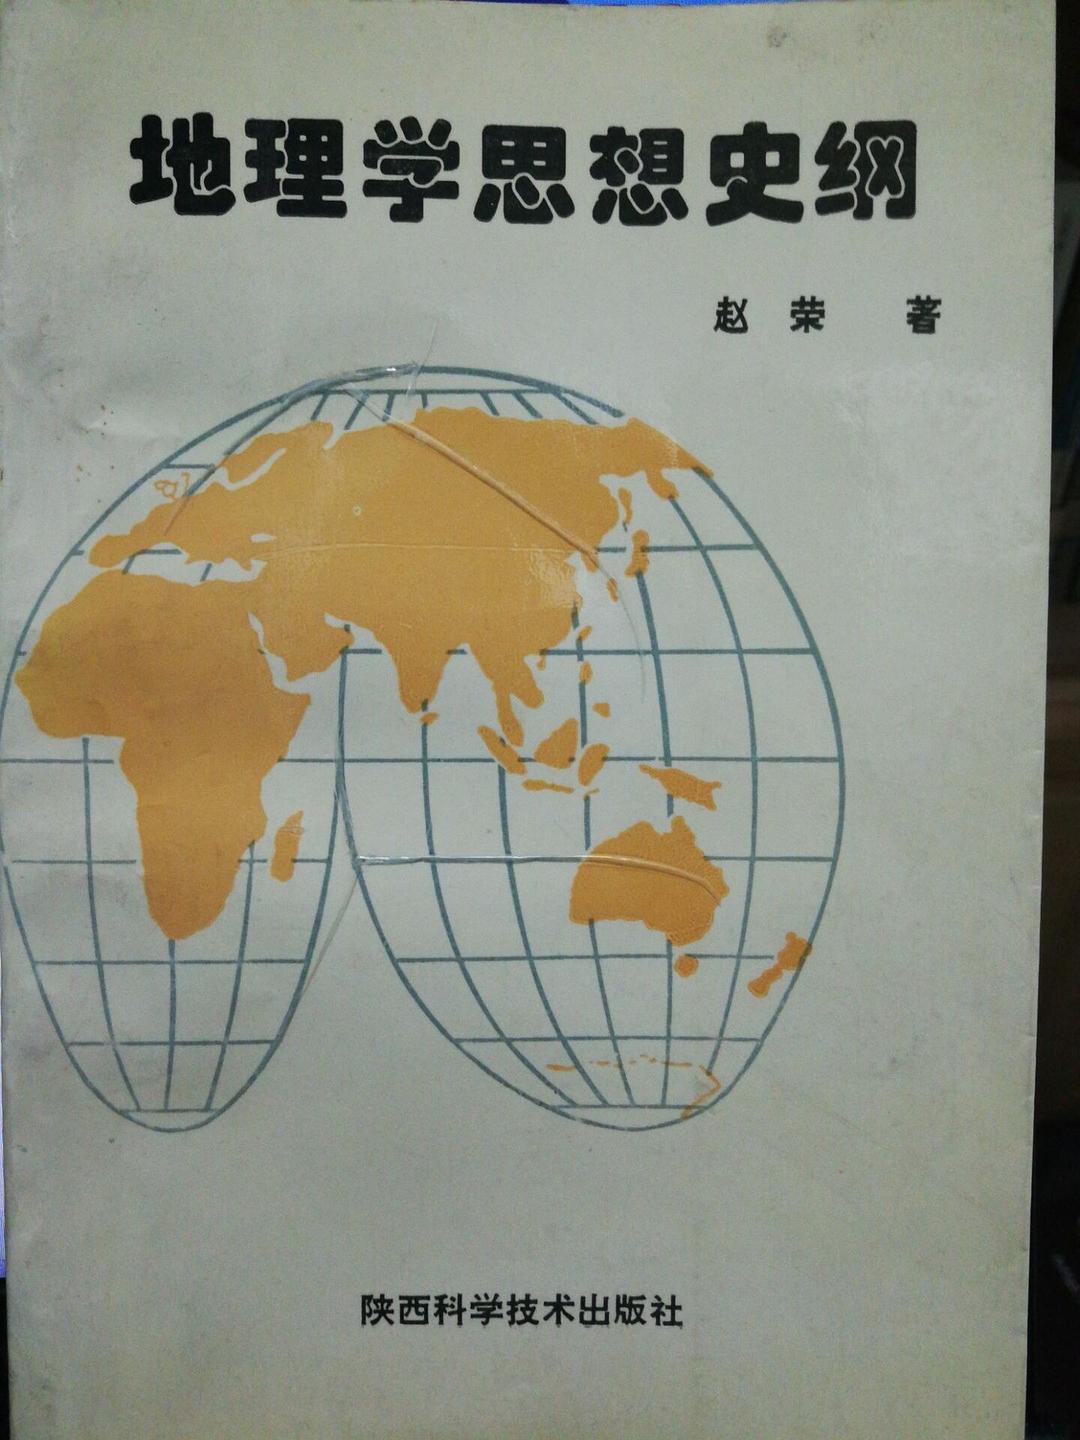 地理学思想史纲
赵荣 著
陕西科学技术出版社